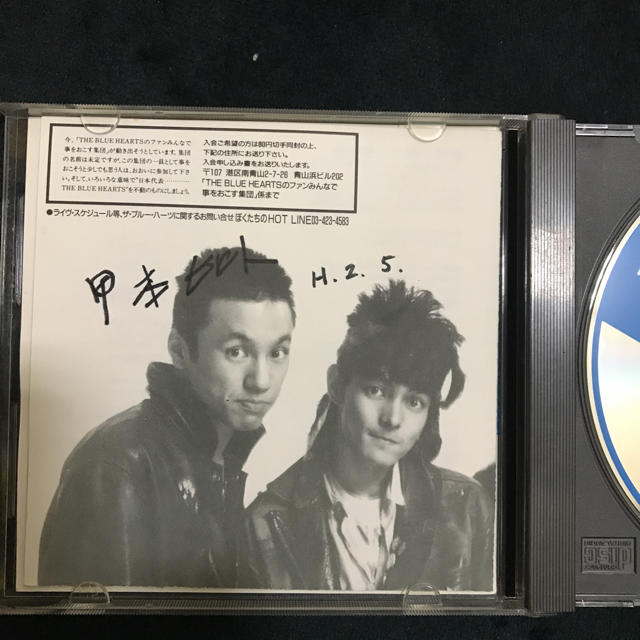 今、「THE BLUE HEARTSのファンみんなで
事をおこす集団」が動き出そうとしています。集団
の名前は未定ですが、この集団の一員として事を
おこそうと少しでも思う人は、おおいに参加して下さ
い。そして、いろいろな意味で"日本代表………
THE BLUE HEARTS"を不動のものにしましょう。
入会ご希望の方は80円切手同封の上、
下記の住所にお送り下さい。
入会申し込み書をお送りいたします。
〒107 港区南青山2-7-26 青山浜ビル202
「THE BLUE HEARTSのファンみんなで
事をおこす集団」係まで
●ライヴ・スケジュール等、ザ・ブルー・ハーツに関するお問い合せ ぼくたちのHOT LINE03-423-4583
甲本ヒロト
H.2.5.
disc